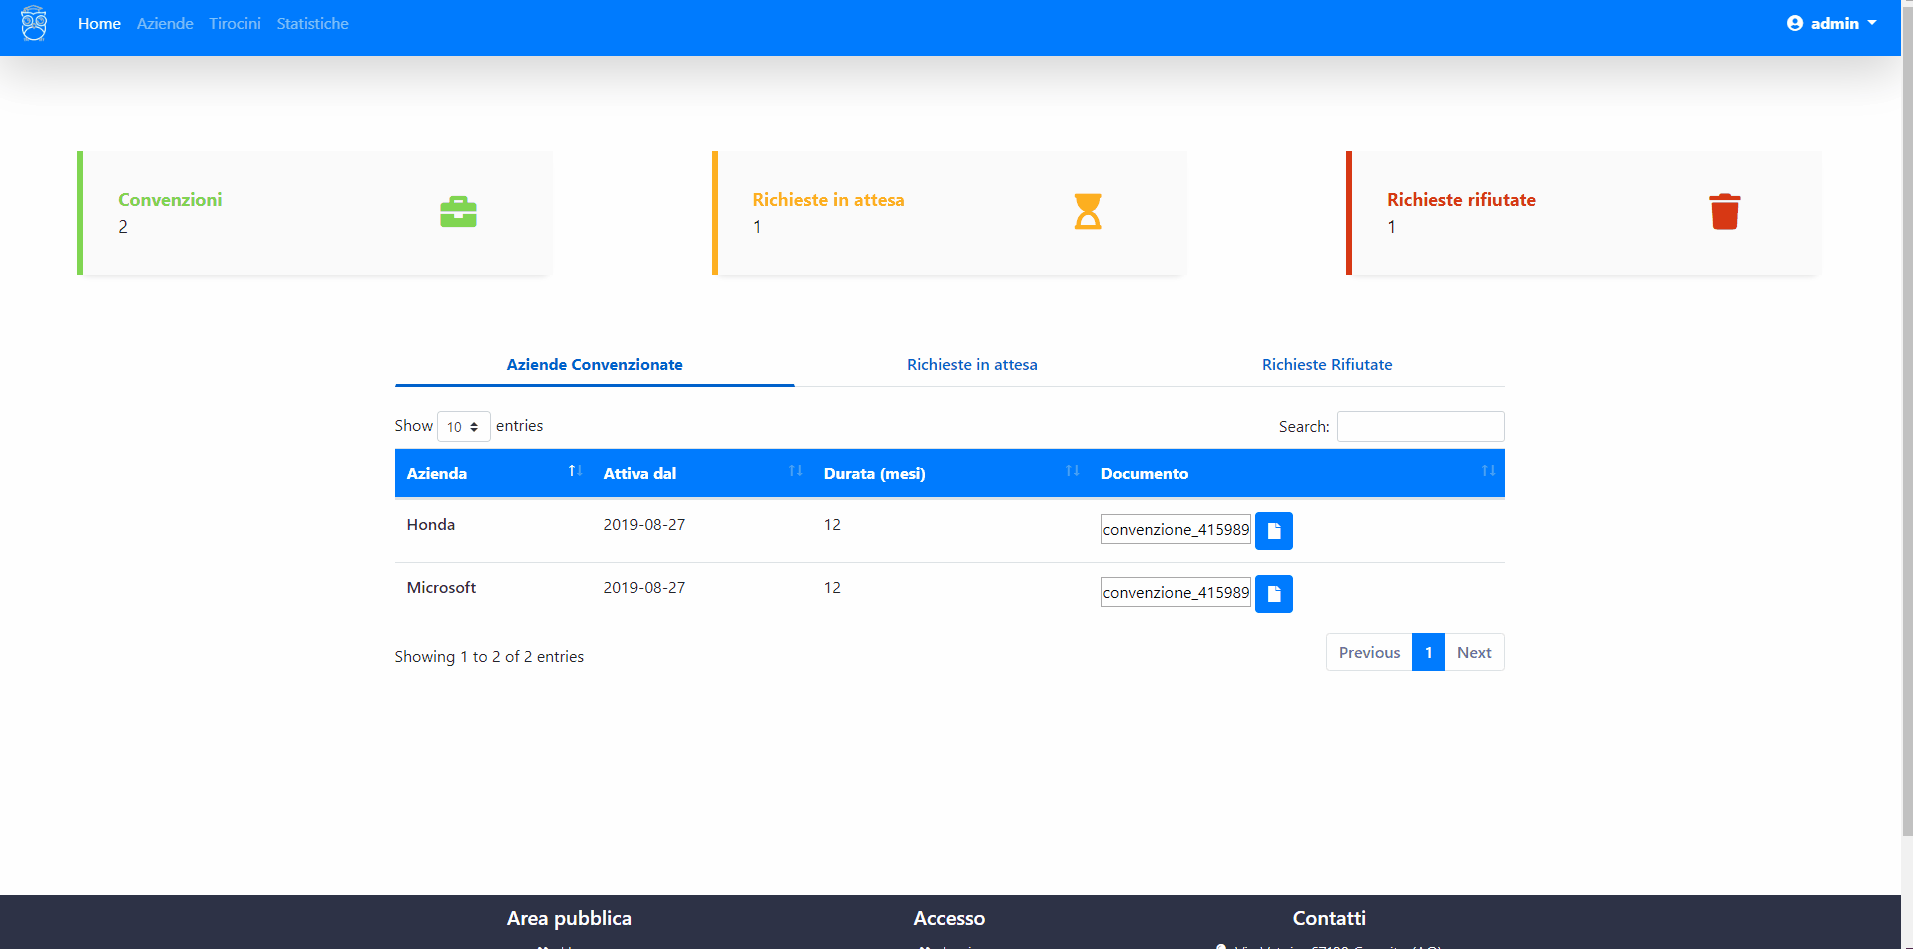 Home Aziende Tirocini Statistiche admin
Convenzioni
2
Richieste in attesa
1
Richieste rifiutate
1
Aziende Convenzionate Richieste in attesa Richieste Rifiutate
Show 10 entries Search:
Azienda Attiva dal Durata (mesi) Documento
Honda 2019-08-27 12 convenzione_415989
Microsoft 2019-08-27 12 convenzione_415989
Showing 1 to 2 of 2 entries Previous 1 Next
Area pubblica Accesso Contatti